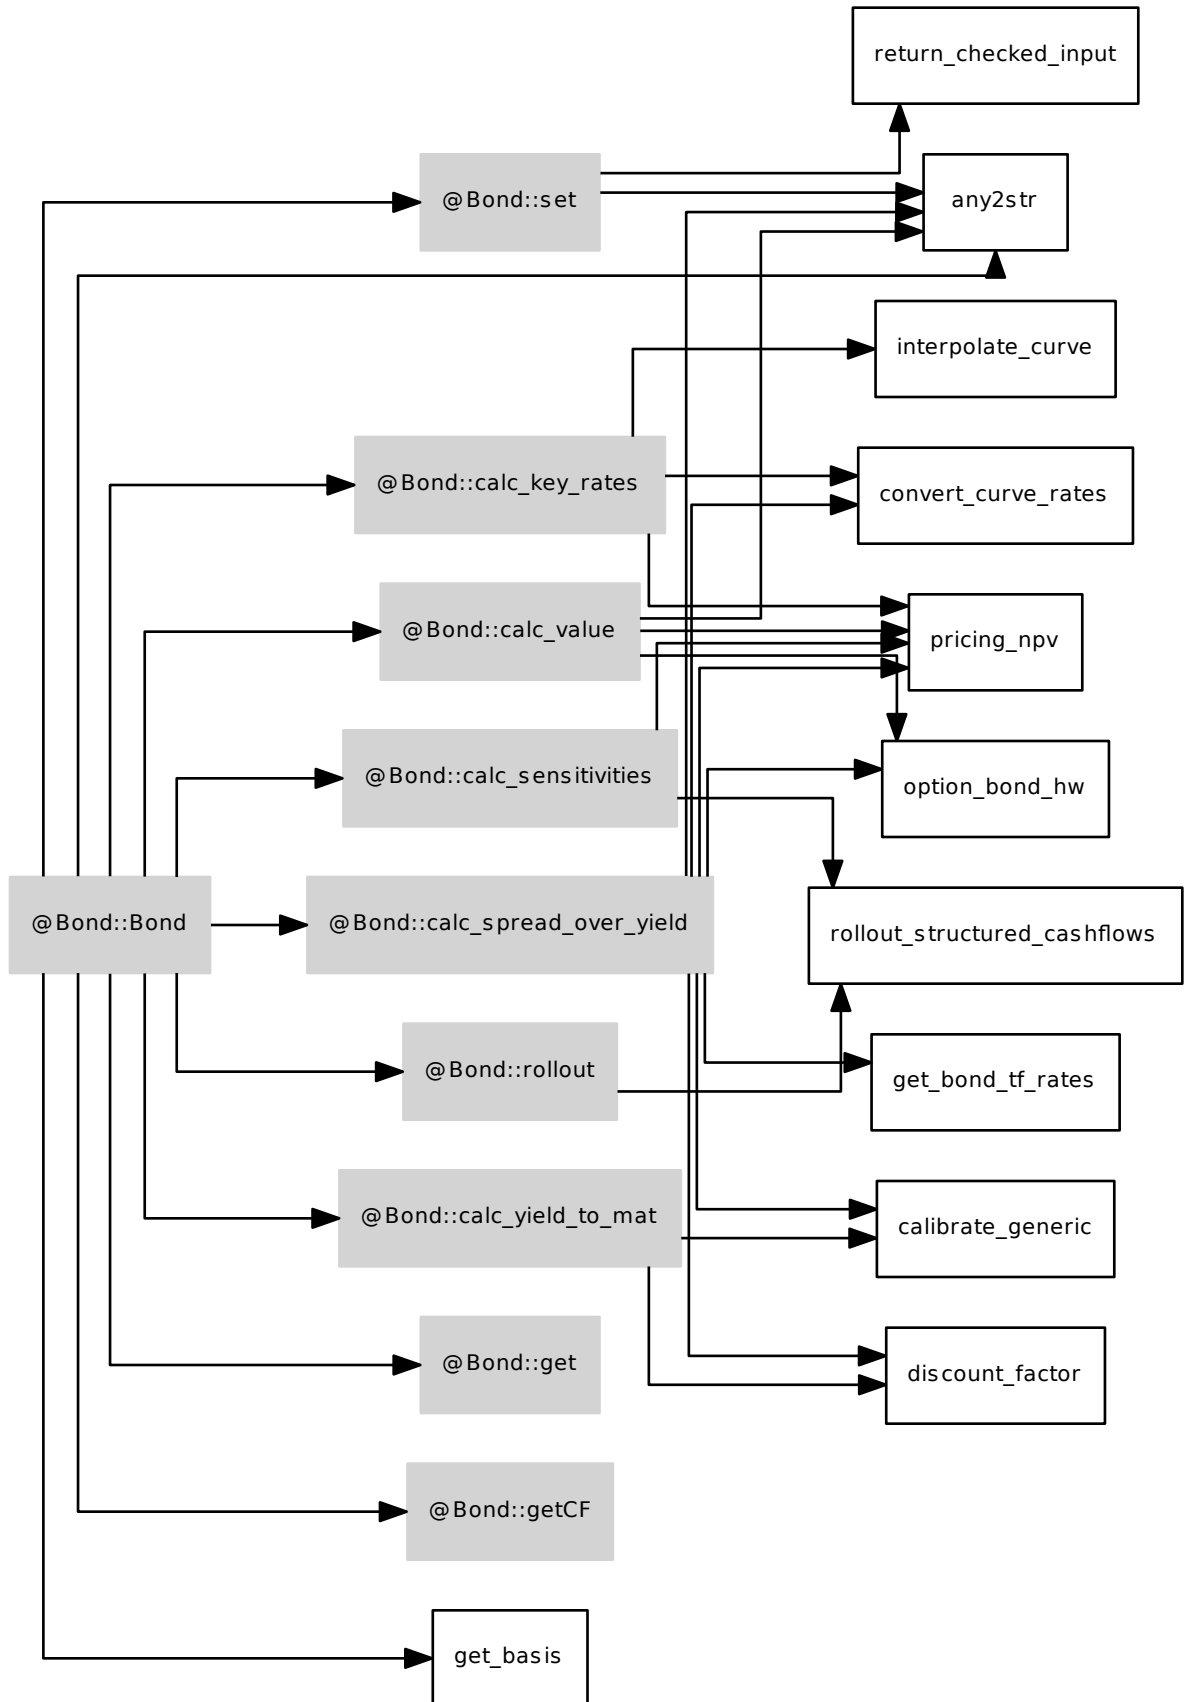 return_checked_input
@Bond::set
any2str
interpolate_curve
@Bond::calc_key_rates
convert_curve_rates
@Bond::calc_value
pricing_npv
@Bond::calc_sensitivities
option_bond_hw
@Bond::Bond
@Bond::calc_spread_over_yield
rollout_structured_cashflows
@Bond::rollout
get_bond_tf_rates
@Bond::calc_yield_to_mat
calibrate_generic
@Bond::get
discount_factor
@Bond::getCF
get_basis